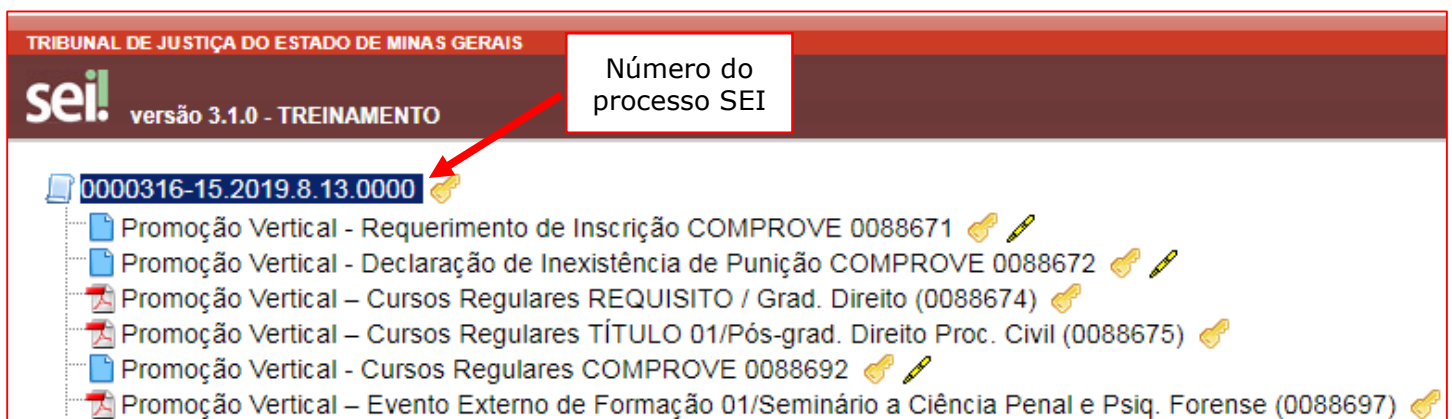 TRIBUNAL DE JUSTIÇA DO ESTADO DE MINAS GERAIS
Número do
processo SEI
sei! versão 3.1.0 - TREINAMENTO
0000316-15.2019.8.13.0000
Promoção Vertical - Requerimento de Inscrição COMPROVE 0088671
Promoção Vertical - Declaração de Inexistência de Punição COMPROVE 0088672
Promoção Vertical – Cursos Regulares REQUISITO / Grad. Direito (0088674)
Promoção Vertical – Cursos Regulares TÍTULO 01/Pós-grad. Direito Proc. Civil (0088675)
Promoção Vertical - Cursos Regulares COMPROVE 0088692
Promoção Vertical – Evento Externo de Formação 01/Seminário a Ciência Penal e Psiq. Forense (0088697)